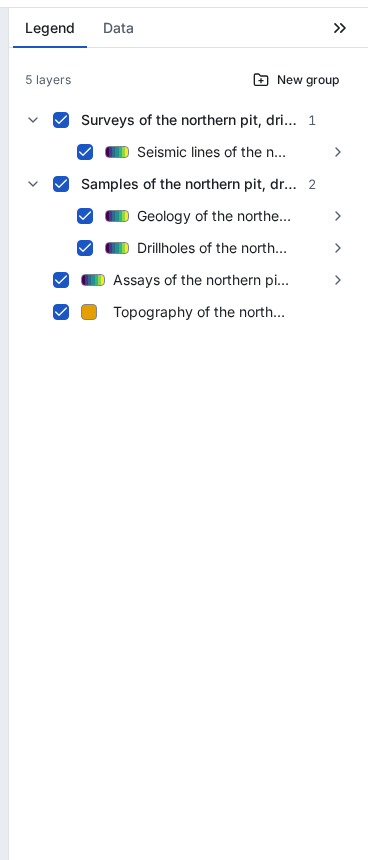 Legend Data
5 layers New group
Surveys of the northern pit, dri... 1
Seismic lines of the n...
Samples of the northern pit, dr... 2
Geology of the northe...
Drillholes of the north...
Assays of the northern pi...
Topography of the north...